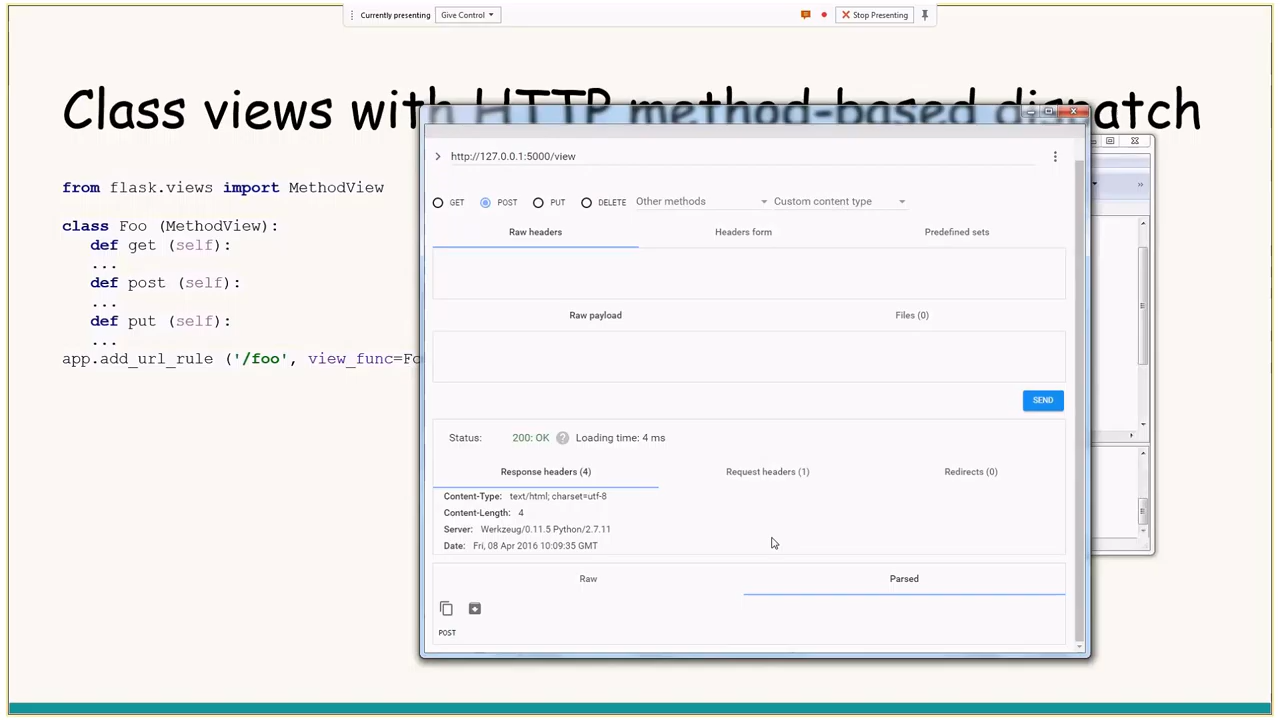 Currently presenting Give Control Stop Presenting
Class views with HTTP method-based dispatch
from flask.views import MethodView
class Foo (MethodView):
def get (self):
...
def post (self):
...
def put (self):
...
app.add_url_rule ('/foo', view_func=Fo
http://127.0.0.1:5000/view
GET POST PUT DELETE Other methods Custom content type
Raw headers Headers form Predefined sets
Raw payload Files (0)
SEND
Status: 200: OK ? Loading time: 4 ms
Response headers (4) Request headers (1) Redirects (0)
Content-Type: text/html; charset=utf-8
Content-Length: 4
Server: Werkzeug/0.11.5 Python/2.7.11
Date: Fri, 08 Apr 2016 10:09:35 GMT
Raw Parsed
POST